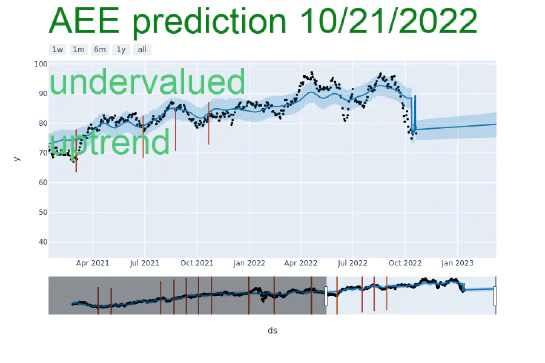 AEE prediction 10/21/2022
1w 1m 6m 1y all
100
undervalued
90
80
uptrend
70
60
50
40
y
Apr 2021 Jul 2021 Oct 2021 Jan 2022 Apr 2022 Jul 2022 Oct 2022 Jan 2023
ds